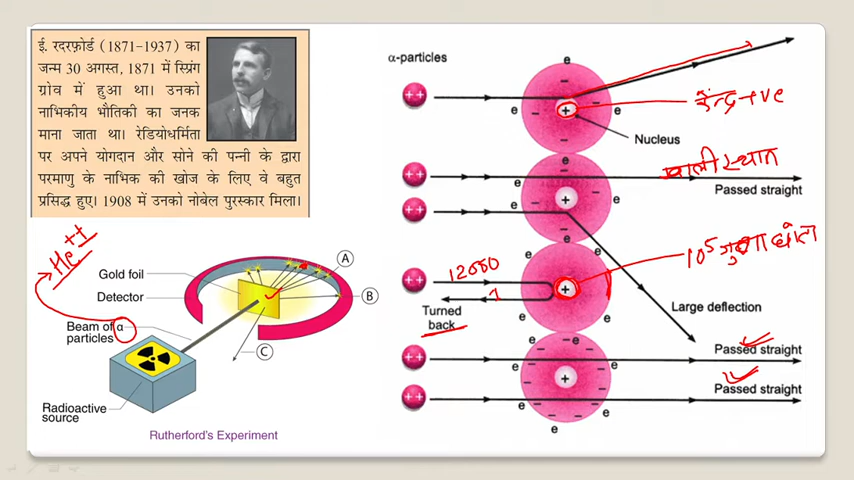 ई. रदरफ़ोर्ड (1871-1937) का
जन्म 30 अगस्त, 1871 में स्प्रिंग
ग्रोव में हुआ था। उनको
नाभिकीय भौतिकी का जनक
माना जाता था। रेडियोधर्मिता
पर अपने योगदान और सोने की पन्नी के द्वारा
परमाणु के नाभिक की खोज के लिए वे बहुत
प्रसिद्ध हुए। 1908 में उनको नोबेल पुरस्कार मिला।
He++
Gold foil
Detector
Beam of α
particles
Radioactive
source
A
B
C
Rutherford's Experiment
α-particles
++
e
e
e
+
केन्द्र +ve
Nucleus
खाली स्थान
++
e
+
Passed straight
++
e
++
12000
1
e
e
e
+
10⁵ गुना छोटा
Turned
back
Large deflection
++
e
e
e
Passed straight
+
++
e
e
e
Passed straight